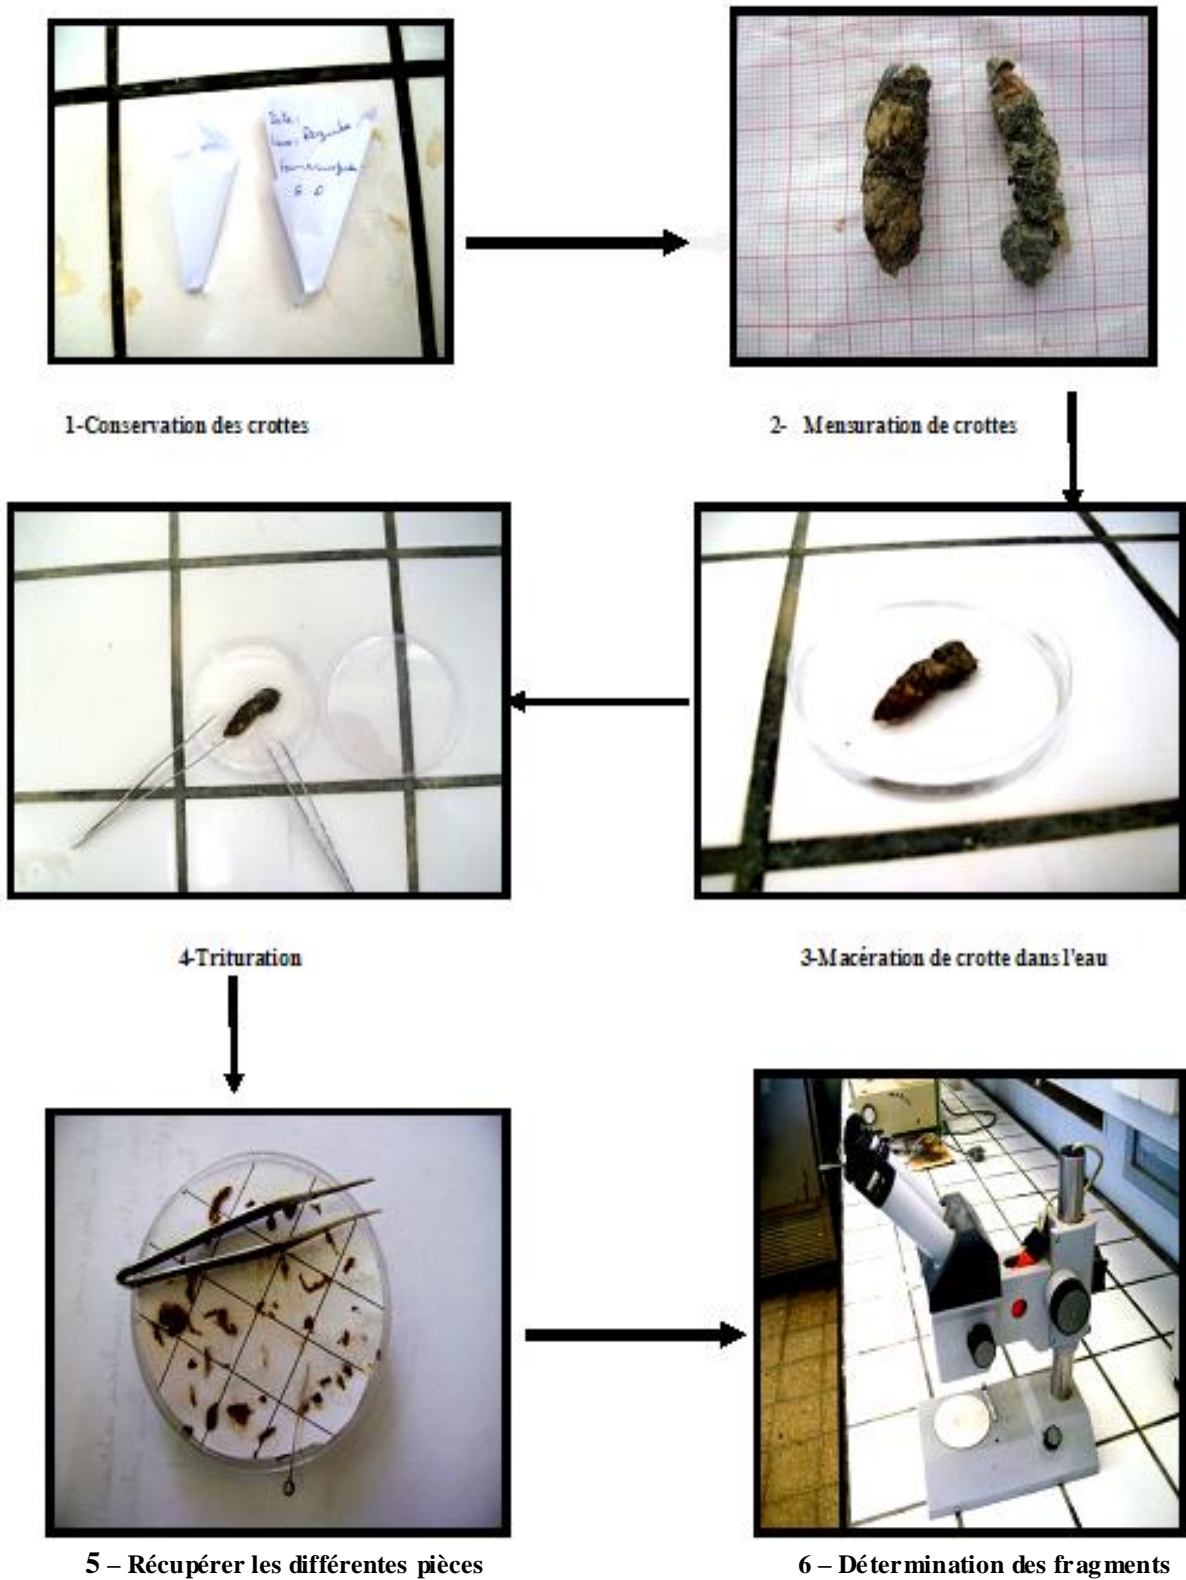 Date:
1-Conservation des crottes
2- Mensuration de crottes
4-Trituration
3-Macération de crotte dans l'eau
5 – Récupérer les différentes pièces
6 – Détermination des fragments